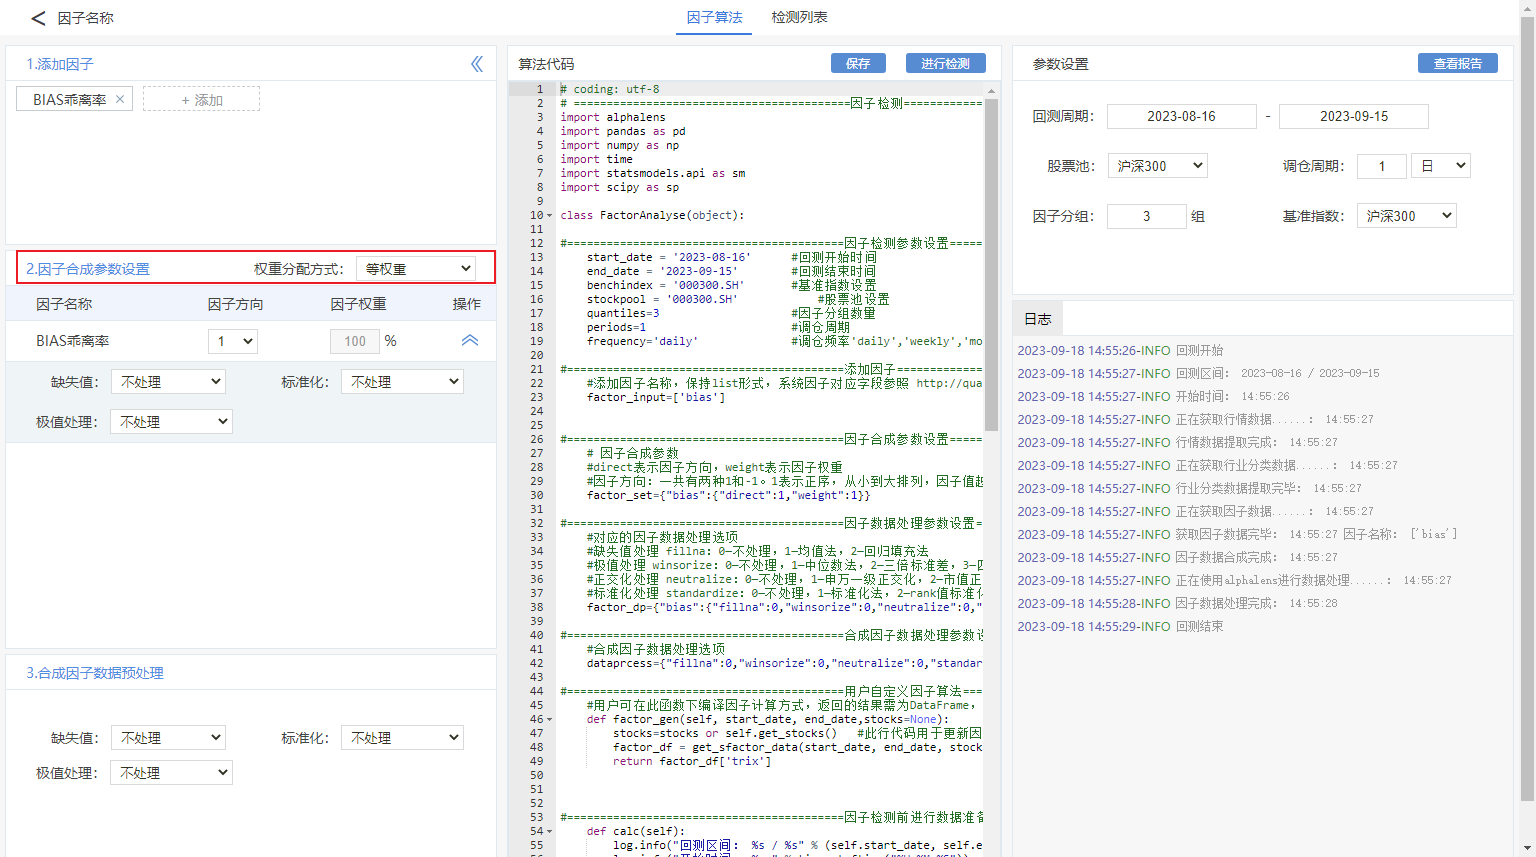 因子名称
因子算法 检测列表
1.添加因子
BIAS乖离率 ×
+ 添加
2.因子合成参数设置 权重分配方式： 等权重
因子名称 因子方向 因子权重 操作
BIAS乖离率 1 100 %
缺失值： 不处理 标准化： 不处理
极值处理： 不处理
3.合成因子数据预处理
缺失值： 不处理 标准化： 不处理
极值处理： 不处理
算法代码 保存 进行检测
1 # coding: utf-8
2 # ==========================================因子检测============
3 import alphalens
4 import pandas as pd
5 import numpy as np
6 import time
7 import statsmodels.api as sm
8 import scipy as sp
9
10 class FactorAnalyse(object):
11
12 #==========================================因子检测参数设置=====
13 start_date = '2023-08-16' #回测开始时间
14 end_date = '2023-09-15' #回测结束时间
15 benchindex = '000300.SH' #基准指数设置
16 stockpool = '000300.SH' #股票池设置
17 quantiles=3 #因子分组数量
18 periods=1 #调仓周期
19 frequency='daily' #调仓频率'daily','weekly','mo
20
21 #==========================================添加因子=============
22 #添加因子名称，保持list形式，系统因子对应字段参照 http://qua
23 factor_input=['bias']
24
25
26 #==========================================因子合成参数设置=====
27 # 因子合成参数
28 #direct表示因子方向，weight表示因子权重
29 #因子方向：一共有两种1和-1。1表示正序，从小到大排列，因子值越
30 factor_set={"bias":{"direct":1,"weight":1}}
31
32 #==========================================因子数据处理参数设置=
33 #对应的因子数据处理选项
34 #缺失值处理 fillna：0—不处理，1—均值法，2—回归填充法
35 #极值处理 winsorize：0—不处理，1—中位数法，2—三倍标准差，3—四
36 #正交化处理 neutralize：0—不处理，1—申万一级正交化，2—市值正
37 #标准化处理 standardize：0—不处理，1—标准化法，2—rank值标准化
38 factor_dp={"bias":{"fillna":0,"winsorize":0,"neutralize":0,"
39
40 #==========================================合成因子数据处理参数设
41 #合成因子数据处理选项
42 dataprcess={"fillna":0,"winsorize":0,"neutralize":0,"standar
43
44 #==========================================用户自定义因子算法===
45 #用户可在此函数下编译因子计算方式，返回的结果需为DataFrame，
46 def factor_gen(self, start_date, end_date,stocks=None):
47 stocks=stocks or self.get_stocks() #此行代码用于更新因
48 factor_df = get_sfactor_data(start_date, end_date, stock
49 return factor_df['trix']
50
51
52
53 #==========================================因子检测前进行数据准备
54 def calc(self):
55 log.info("回测区间： %s / %s" % (self.start_date, self.e
参数设置 查看报告
回测周期： 2023-08-16 - 2023-09-15
股票池： 沪深300 调仓周期： 1 日
因子分组： 3 组 基准指数： 沪深300
日志
2023-09-18 14:55:26-INFO 回测开始
2023-09-18 14:55:27-INFO 回测区间： 2023-08-16 / 2023-09-15
2023-09-18 14:55:27-INFO 开始时间： 14:55:26
2023-09-18 14:55:27-INFO 正在获取行情数据......： 14:55:27
2023-09-18 14:55:27-INFO 行情数据提取完成： 14:55:27
2023-09-18 14:55:27-INFO 正在获取行业分类数据......： 14:55:27
2023-09-18 14:55:27-INFO 行业分类数据提取完毕： 14:55:27
2023-09-18 14:55:27-INFO 正在获取因子数据......： 14:55:27
2023-09-18 14:55:27-INFO 获取因子数据完毕： 14:55:27 因子名称： ['bias']
2023-09-18 14:55:27-INFO 因子数据合成完成： 14:55:27
2023-09-18 14:55:27-INFO 正在使用alphalens进行数据处理......： 14:55:27
2023-09-18 14:55:28-INFO 因子数据处理完成： 14:55:28
2023-09-18 14:55:29-INFO 回测结束